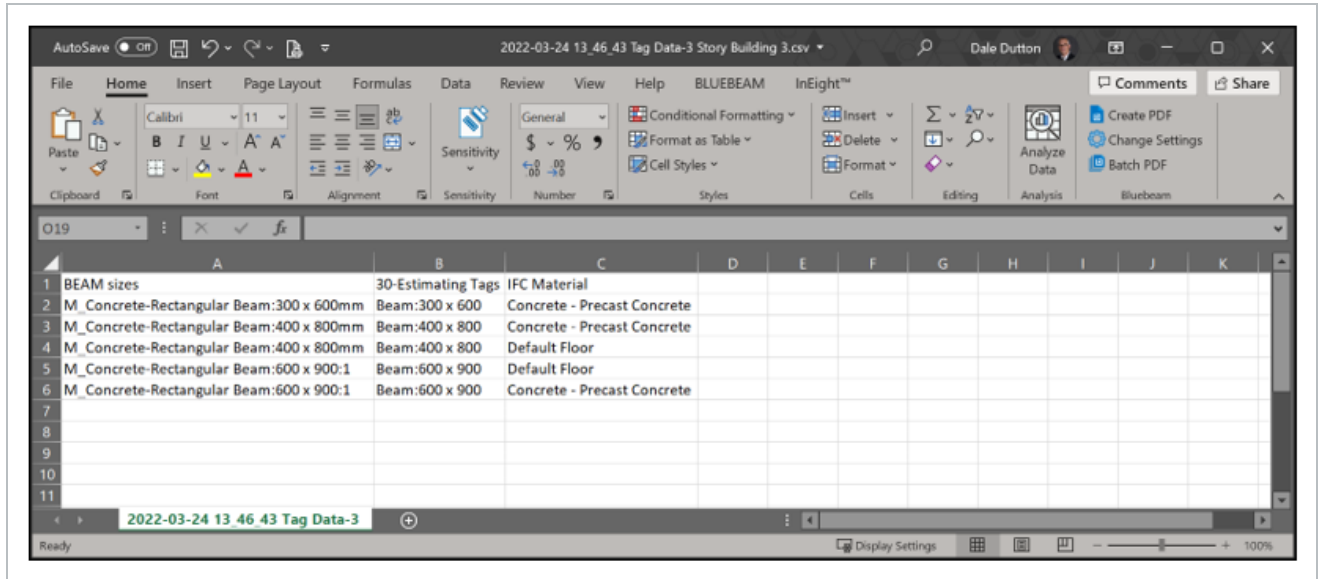 AutoSave Off 2022-03-24 13_46_43 Tag Data-3 Story Building 3.csv Dale Dutton
File Home Insert Page Layout Formulas Data Review View Help BLUEBEAM InEight™ Comments Share
Calibri 11 ab General Conditional Formatting Insert Σ Create PDF
Paste B I U A A $ % 9 Format as Table Delete Change Settings
Sensitivity Analyze Data
A Cell Styles Format Batch PDF
Clipboard Font Alignment Sensitivity Number Styles Cells Editing Analysis Bluebeam
O19 fx
A B C D E F G H I J K
1 BEAM sizes 30-Estimating Tags IFC Material
2 M_Concrete-Rectangular Beam:300 x 600mm Beam:300 x 600 Concrete - Precast Concrete
3 M_Concrete-Rectangular Beam:400 x 800mm Beam:400 x 800 Concrete - Precast Concrete
4 M_Concrete-Rectangular Beam:400 x 800mm Beam:400 x 800 Default Floor
5 M_Concrete-Rectangular Beam:600 x 900:1 Beam:600 x 900 Default Floor
6 M_Concrete-Rectangular Beam:600 x 900:1 Beam:600 x 900 Concrete - Precast Concrete
7
8
9
10
11
2022-03-24 13_46_43 Tag Data-3
Ready Display Settings 100%